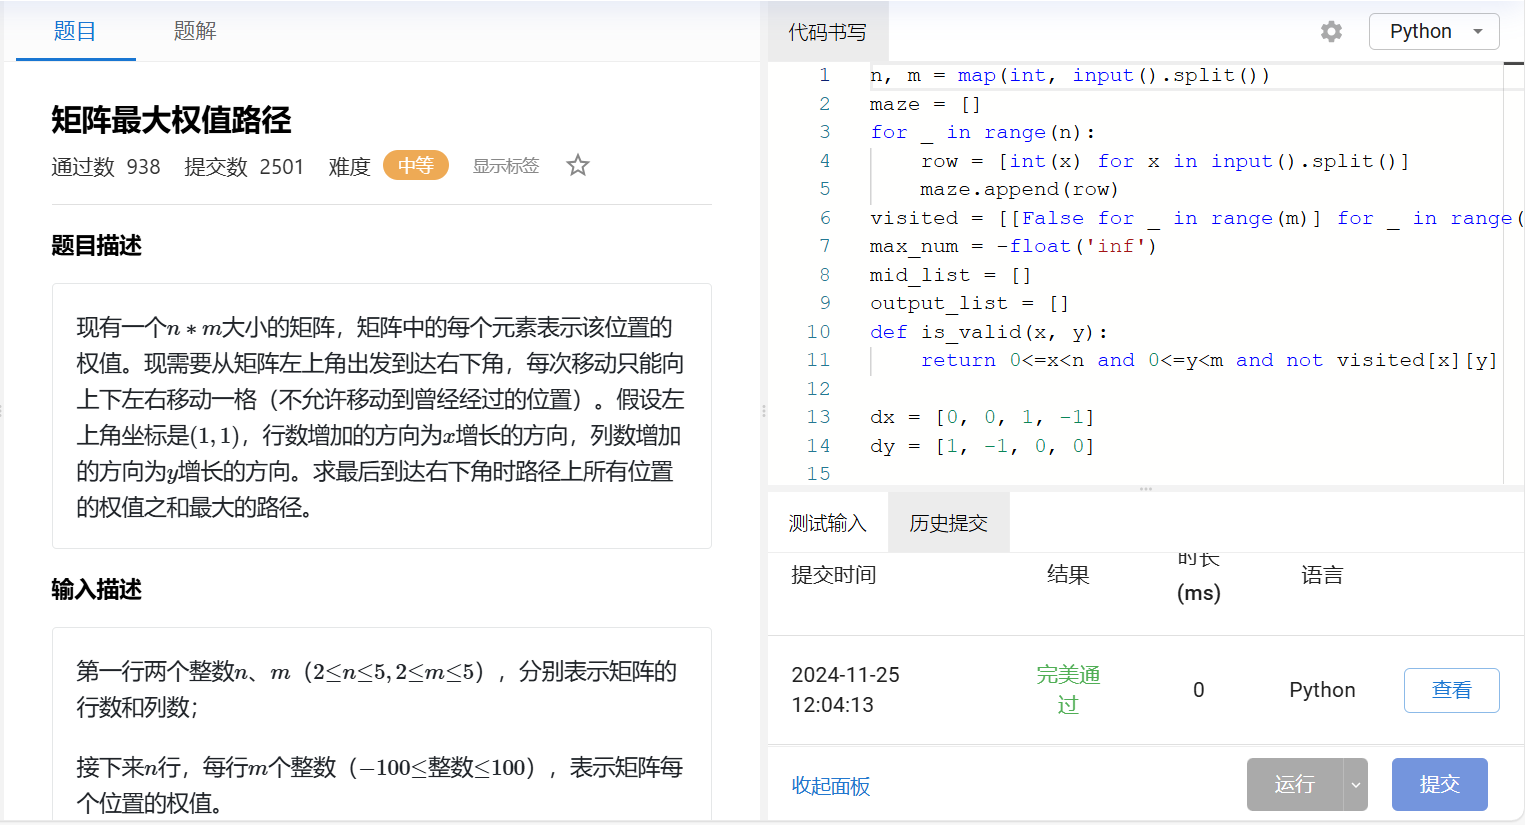 题目 题解
矩阵最大权值路径
通过数 938 提交数 2501 难度 中等 显示标签
题目描述
现有一个n * m大小的矩阵，矩阵中的每个元素表示该位置的
权值。现需要从矩阵左上角出发到达右下角，每次移动只能向
上下左右移动一格（不允许移动到曾经经过的位置）。假设左
上角坐标是(1, 1)，行数增加的方向为x增长的方向，列数增加
的方向为y增长的方向。求最后到达右下角时路径上所有位置
的权值之和最大的路径。
输入描述
第一行两个整数n、m（2≤n≤5, 2≤m≤5），分别表示矩阵的
行数和列数；
接下来n行，每行m个整数（−100≤整数≤100），表示矩阵每
个位置的权值。
代码书写 Python
1 n, m = map(int, input().split())
2 maze = []
3 for _ in range(n):
4 row = [int(x) for x in input().split()]
5 maze.append(row)
6 visited = [[False for _ in range(m)] for _ in range(
7 max_num = -float('inf')
8 mid_list = []
9 output_list = []
10 def is_valid(x, y):
11 return 0<=x<n and 0<=y<m and not visited[x][y]
12
13 dx = [0, 0, 1, -1]
14 dy = [1, -1, 0, 0]
15
测试输入 历史提交
提交时间 结果 时长 语言
(ms)
2024-11-25 完美通
12:04:13 过 0 Python 查看
收起面板 运行 提交